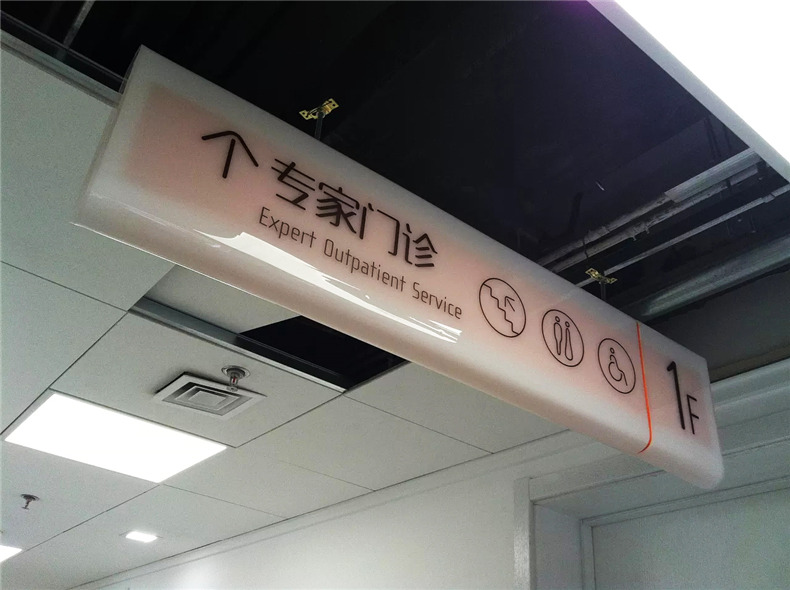 专家门诊
Expert Outpatient Service
1F